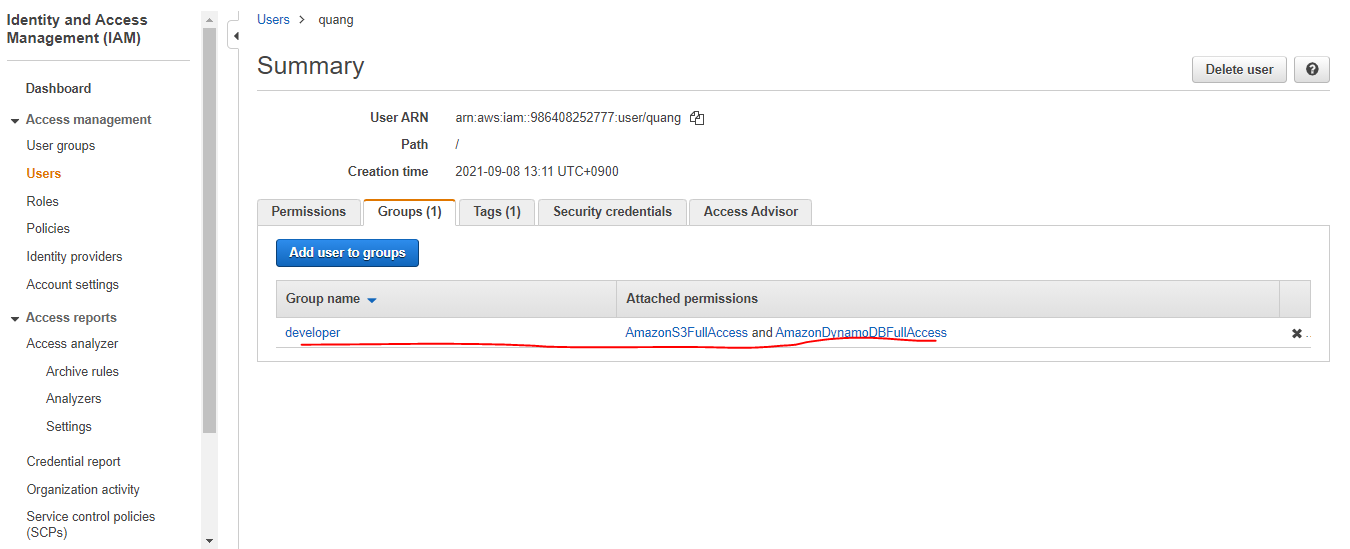 Identity and Access
Management (IAM)
Dashboard
Access management
User groups
Users
Roles
Policies
Identity providers
Account settings
Access reports
Access analyzer
Archive rules
Analyzers
Settings
Credential report
Organization activity
Service control policies
(SCPs)
Users > quang
Summary
Delete user
User ARN arn:aws:iam::986408252777:user/quang
Path /
Creation time 2021-09-08 13:11 UTC+0900
Permissions Groups (1) Tags (1) Security credentials Access Advisor
Add user to groups
Group name Attached permissions
developer AmazonS3FullAccess and AmazonDynamoDBFullAccess